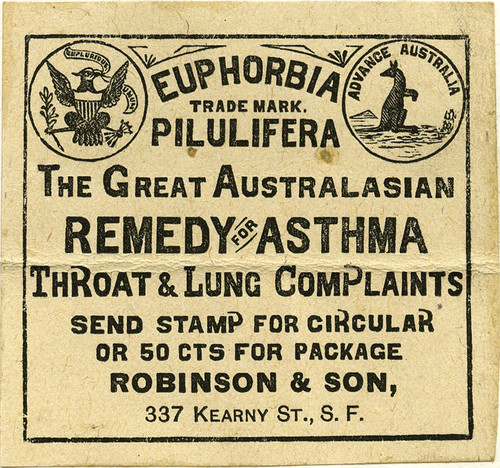 E PLURIBUS UNUM
ADVANCE AUSTRALIA
EUPHORBIA
TRADE MARK.
PILULIFERA
THE GREAT AUSTRALASIAN
REMEDY FOR ASTHMA
THROAT & LUNG COMPLAINTS
SEND STAMP FOR CIRCULAR
OR 50 CTS FOR PACKAGE
ROBINSON & SON,
337 KEARNY ST., S. F.